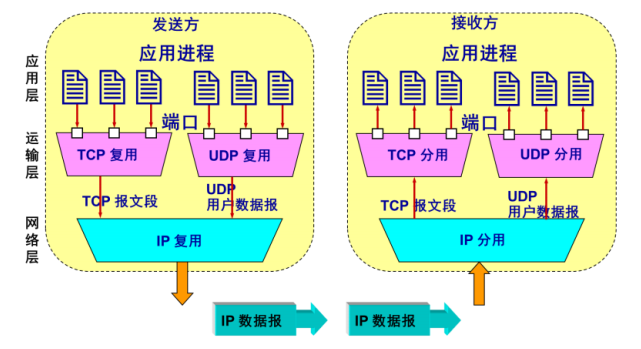 发送方
接收方
应用层
应用进程
应用进程
端口
端口
运输层
TCP 复用
UDP 复用
TCP 分用
UDP 分用
TCP 报文段
UDP
用户数据报
TCP 报文段
UDP
用户数据报
网络层
IP 复用
IP 分用
IP 数据报
IP 数据报